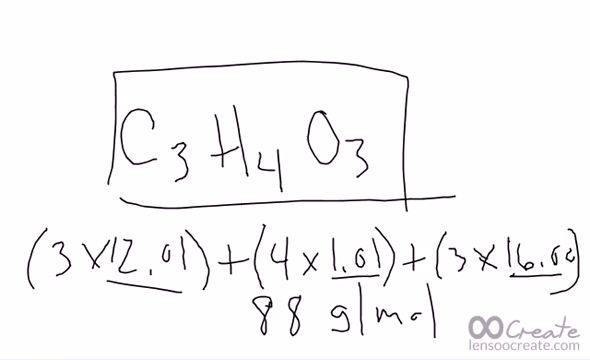 C₃H₄O₃
(3×12.01)+(4×1.01)+(3×16.00)
88 g/mol
Create
lensoocreate.com